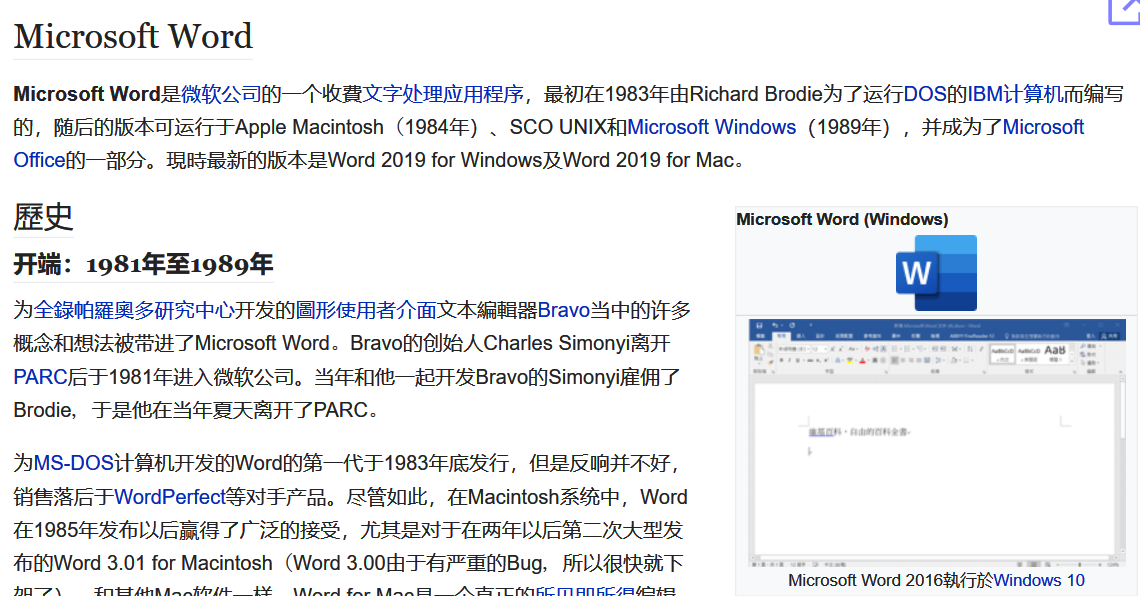 Microsoft Word
Microsoft Word是微软公司的一个收費文字处理应用程序，最初在1983年由Richard Brodie为了运行DOS的IBM计算机而编写
的，随后的版本可运行于Apple Macintosh（1984年）、SCO UNIX和Microsoft Windows（1989年），并成为了Microsoft
Office的一部分。現時最新的版本是Word 2019 for Windows及Word 2019 for Mac。
歷史
开端：1981年至1989年
为全錄帕羅奧多研究中心开发的圖形使用者介面文本編輯器Bravo当中的许多
概念和想法被带进了Microsoft Word。Bravo的创始人Charles Simonyi离开
PARC后于1981年进入微软公司。当年和他一起开发Bravo的Simonyi雇佣了
Brodie，于是他在当年夏天离开了PARC。
为MS-DOS计算机开发的Word的第一代于1983年底发行，但是反响并不好，
销售落后于WordPerfect等对手产品。尽管如此，在Macintosh系统中，Word
在1985年发布以后赢得了广泛的接受，尤其是对于在两年以后第二次大型发
布的Word 3.01 for Macintosh（Word 3.00由于有严重的Bug，所以很快就下
架了）。和其他Mac软件一样，Word for Mac是一个真正的所见即所得编辑
Microsoft Word (Windows)
W
AaBbCcD AaBbCcD AaB
維基百科，自由的百科全書
Microsoft Word 2016執行於Windows 10